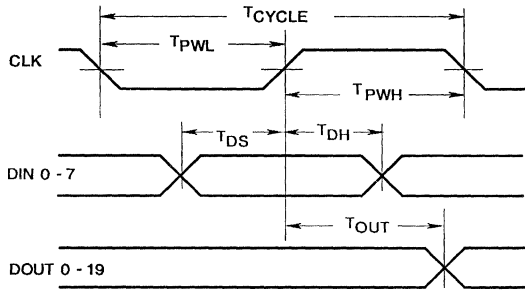 TCYCLE
TPWL
CLK
TPWH
TDS
TDH
DIN 0 - 7
TOUT
DOUT 0 - 19